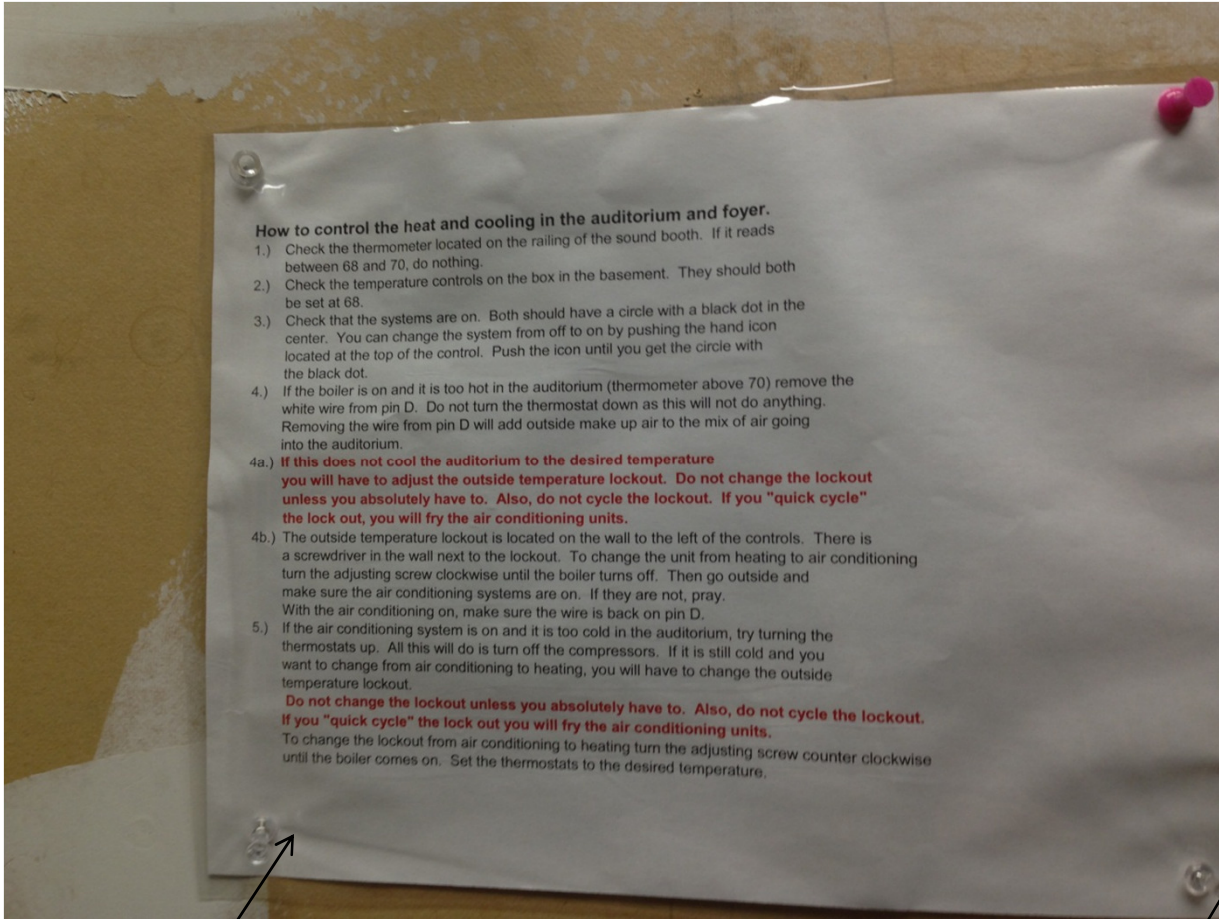 How to control the heat and cooling in the auditorium and foyer.
1.) Check the thermometer located on the railing of the sound booth. If it reads
between 68 and 70, do nothing.
2.) Check the temperature controls on the box in the basement. They should both
be set at 68.
3.) Check that the systems are on. Both should have a circle with a black dot in the
center. You can change the system from off to on by pushing the hand icon
located at the top of the control. Push the icon until you get the circle with
the black dot.
4.) If the boiler is on and it is too hot in the auditorium (thermometer above 70) remove the
white wire from pin D. Do not turn the thermostat down as this will not do anything.
Removing the wire from pin D will add outside make up air to the mix of air going
into the auditorium.
4a.) If this does not cool the auditorium to the desired temperature
you will have to adjust the outside temperature lockout. Do not change the lockout
unless you absolutely have to. Also, do not cycle the lockout. If you "quick cycle"
the lock out, you will fry the air conditioning units.
4b.) The outside temperature lockout is located on the wall to the left of the controls. There is
a screwdriver in the wall next to the lockout. To change the unit from heating to air conditioning
turn the adjusting screw clockwise until the boiler turns off. Then go outside and
make sure the air conditioning systems are on. If they are not, pray.
With the air conditioning on, make sure the wire is back on pin D.
5.) If the air conditioning system is on and it is too cold in the auditorium, try turning the
thermostats up. All this will do is turn off the compressors. If it is still cold and you
want to change from air conditioning to heating, you will have to change the outside
temperature lockout.
Do not change the lockout unless you absolutely have to. Also, do not cycle the lockout.
If you "quick cycle" the lock out you will fry the air conditioning units.
To change the lockout from air conditioning to heating turn the adjusting screw counter clockwise
until the boiler comes on. Set the thermostats to the desired temperature.